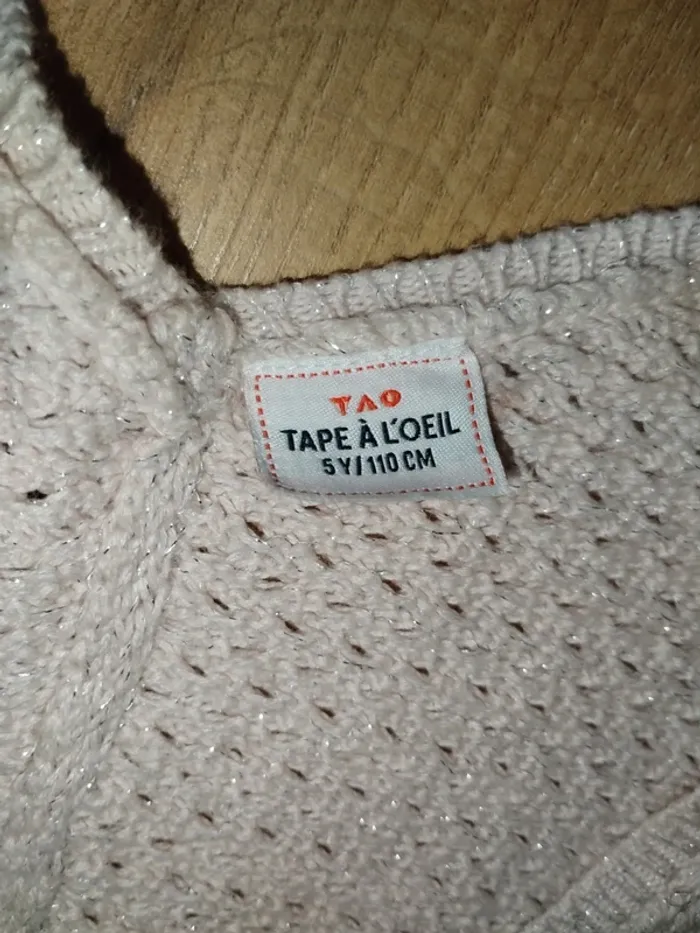 TAO
TAPE À L'OEIL
5 Y/110 CM